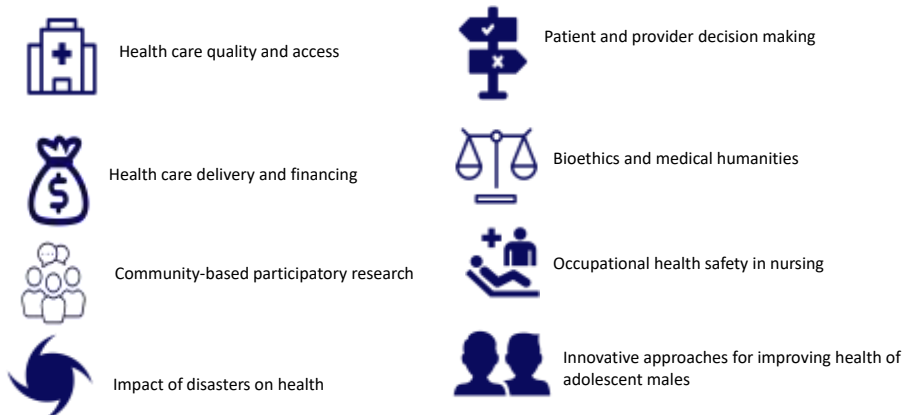 Health care quality and access
Health care delivery and financing
Community-based participatory research
Impact of disasters on health
Patient and provider decision making
Bioethics and medical humanities
Occupational health safety in nursing
Innovative approaches for improving health of
adolescent males